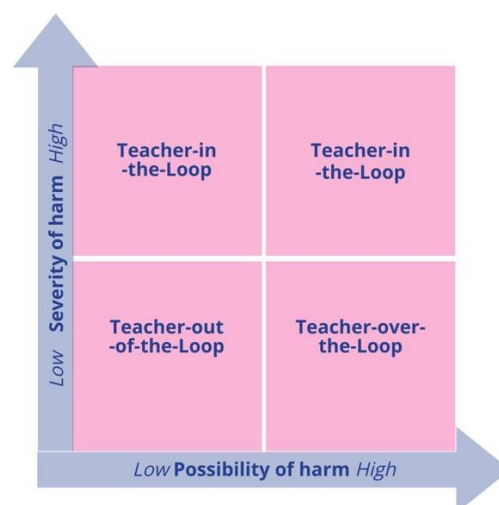 Teacher-in
-the-Loop
Teacher-in
-the-Loop
Teacher-out
-of-the-Loop
Teacher-over-
the-Loop
Low Severity of harm High
Low Possibility of harm High